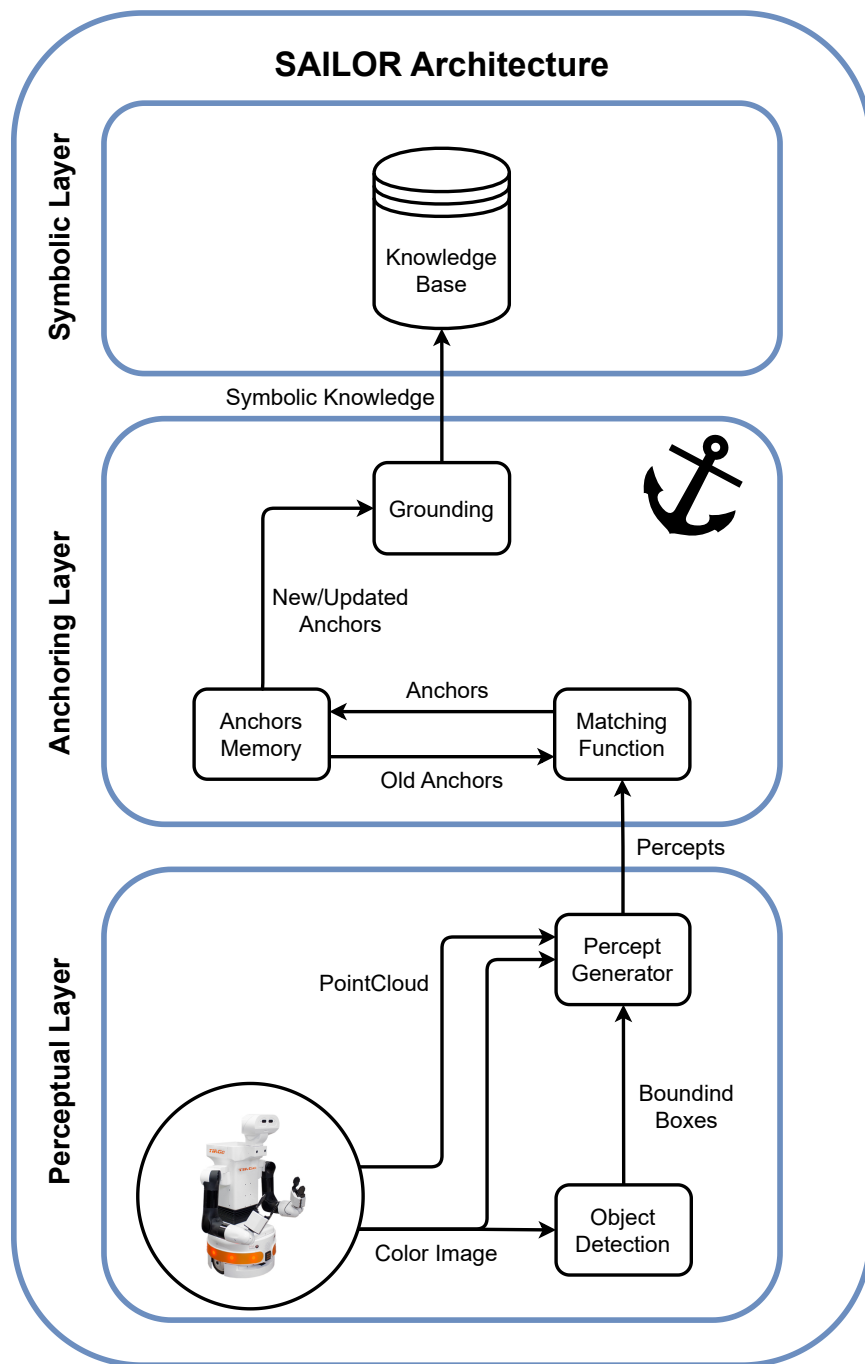 SAILOR Architecture
Symbolic Layer
Knowledge
Base
Symbolic Knowledge
Anchoring Layer
Grounding
New/Updated
Anchors
Anchors
Memory
Anchors
Old Anchors
Matching
Function
Percepts
Perceptual Layer
Percept
Generator
PointCloud
Boundind
Boxes
Color Image
Object
Detection